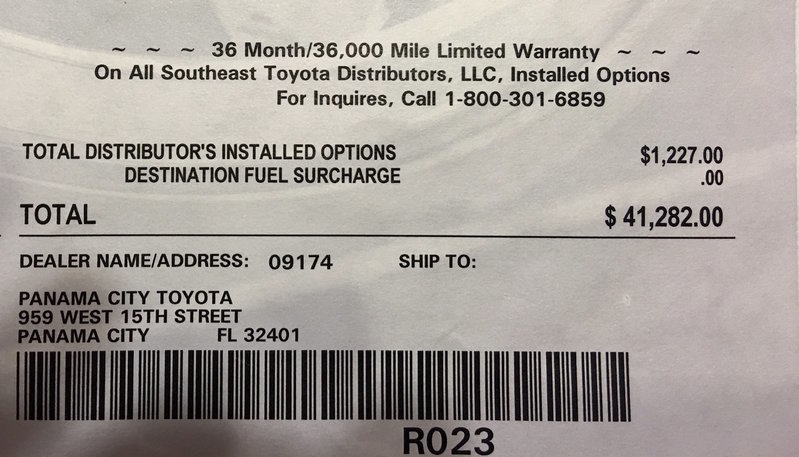 ~ ~ ~ 36 Month/36,000 Mile Limited Warranty ~ ~ ~
On All Southeast Toyota Distributors, LLC, Installed Options
For Inquires, Call 1-800-301-6859
TOTAL DISTRIBUTOR'S INSTALLED OPTIONS $1,227.00
DESTINATION FUEL SURCHARGE .00
TOTAL $ 41,282.00
DEALER NAME/ADDRESS: 09174 SHIP TO:
PANAMA CITY TOYOTA
959 WEST 15TH STREET
PANAMA CITY FL 32401
R023